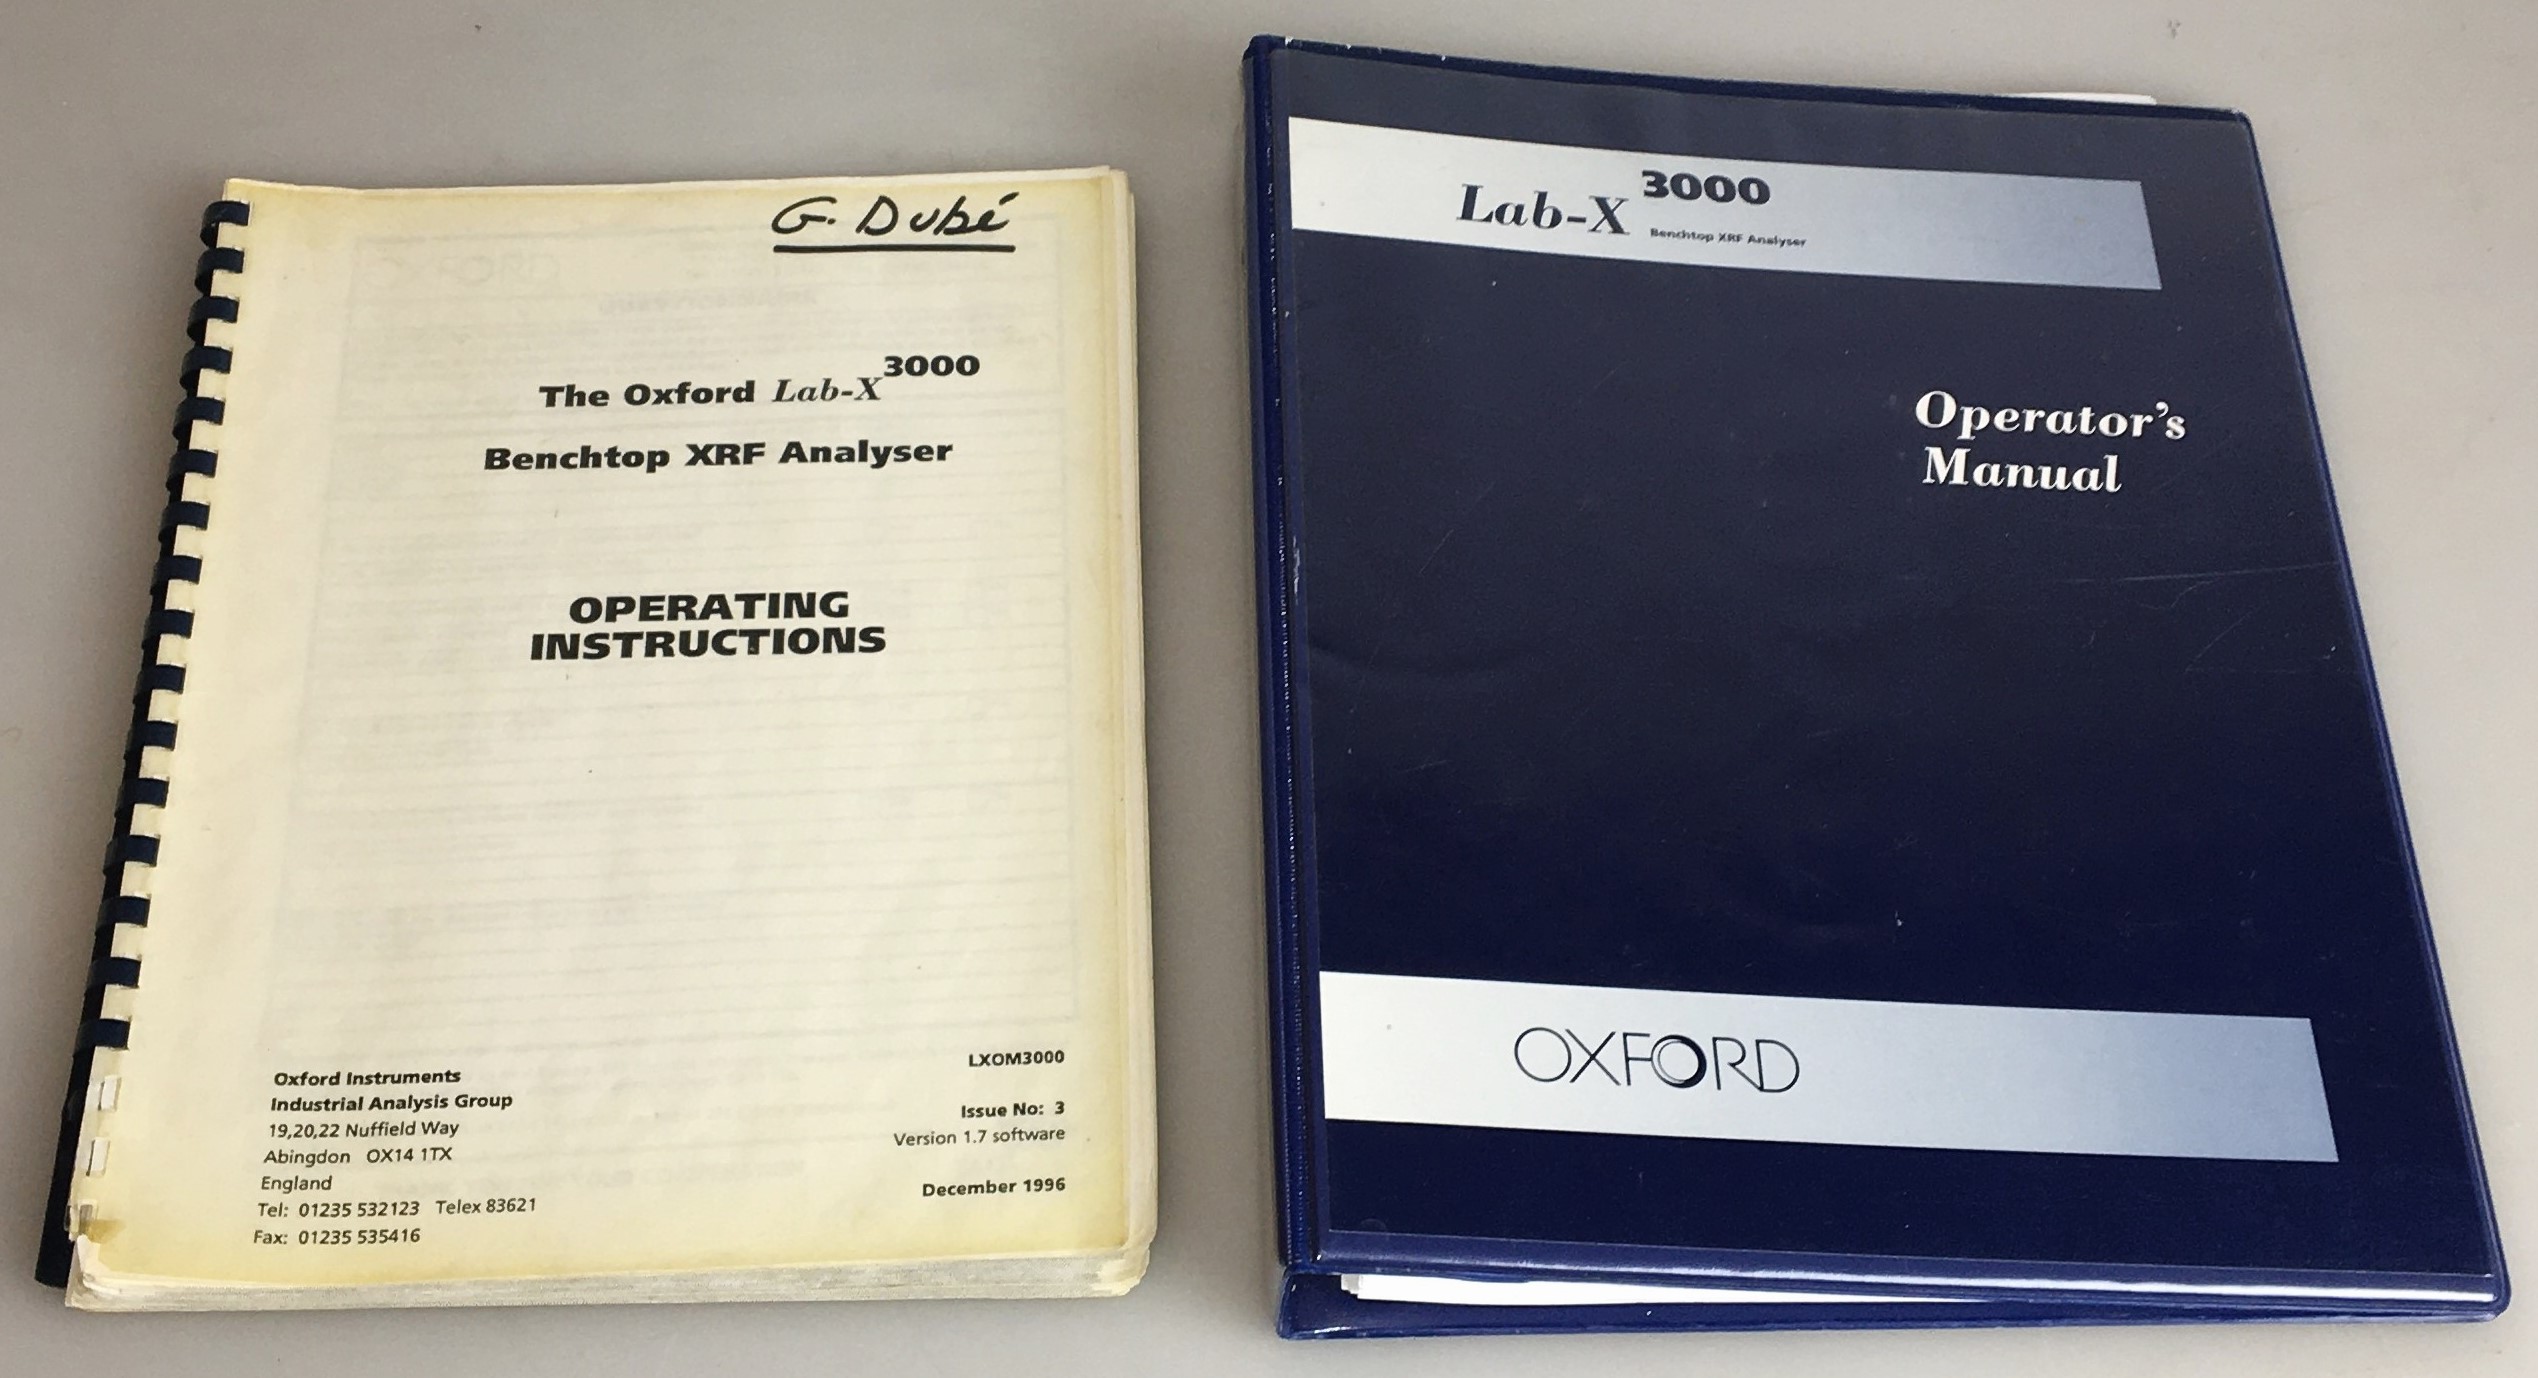 G. Dubé
The Oxford Lab-X 3000
Benchtop XRF Analyser
OPERATING
INSTRUCTIONS
Oxford Instruments
Industrial Analysis Group
19,20,22 Nuffield Way
Abingdon OX14 1TX
England
Tel: 01235 532123 Telex 83621
Fax: 01235 535416
LXOM3000
Issue No: 3
Version 1.7 software
December 1996
Lab-X 3000
Benchtop XRF Analyser
Operator's
Manual
OXFORD